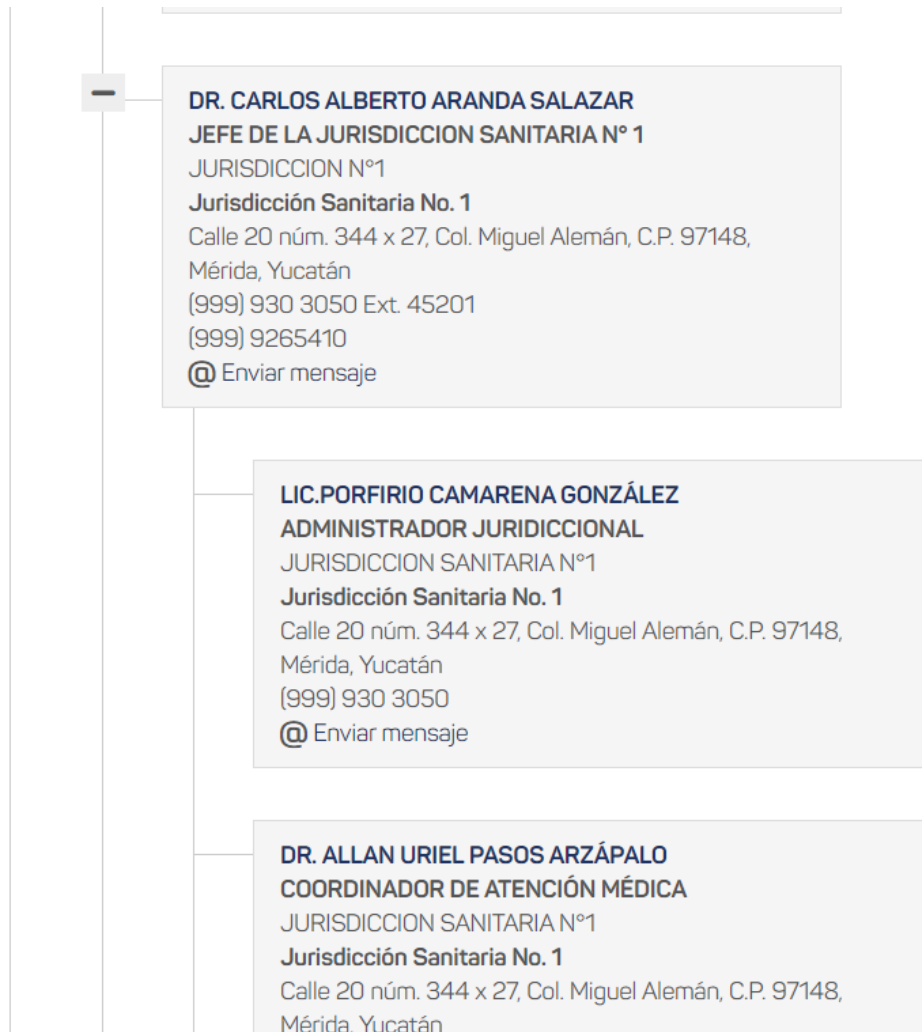 DR. CARLOS ALBERTO ARANDA SALAZAR
JEFE DE LA JURISDICCION SANITARIA N° 1
JURISDICCION N°1
Jurisdicción Sanitaria No. 1
Calle 20 núm. 344 x 27, Col. Miguel Alemán, C.P. 97148,
Mérida, Yucatán
(999) 930 3050 Ext. 45201
(999) 9265410
@ Enviar mensaje
LIC.PORFIRIO CAMARENA GONZÁLEZ
ADMINISTRADOR JURIDICCIONAL
JURISDICCION SANITARIA N°1
Jurisdicción Sanitaria No. 1
Calle 20 núm. 344 x 27, Col. Miguel Alemán, C.P. 97148,
Mérida, Yucatán
(999) 930 3050
@ Enviar mensaje
DR. ALLAN URIEL PASOS ARZÁPALO
COORDINADOR DE ATENCIÓN MÉDICA
JURISDICCION SANITARIA N°1
Jurisdicción Sanitaria No. 1
Calle 20 núm. 344 x 27, Col. Miguel Alemán, C.P. 97148,
Mérida, Yucatán